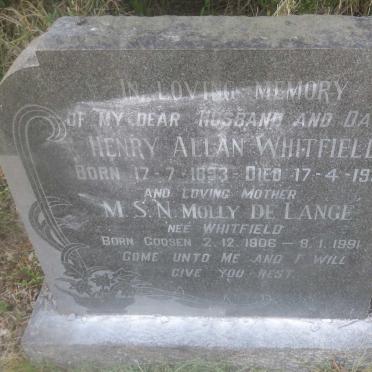 IN LOVING MEMORY
OF MY DEAR HUSBAND AND DA
HENRY ALLAN WHITFIEL
BORN 17-7-1893- DIED 17-4-19
AND LOVING MOTHER
M.S.N. MOLLY DE LANGE
NEE WHITFIELD
BORN GOOSEN 2.12.1906 - 9.1.1991
COME UNTO ME AND I WILL
GIVE YOU REST.